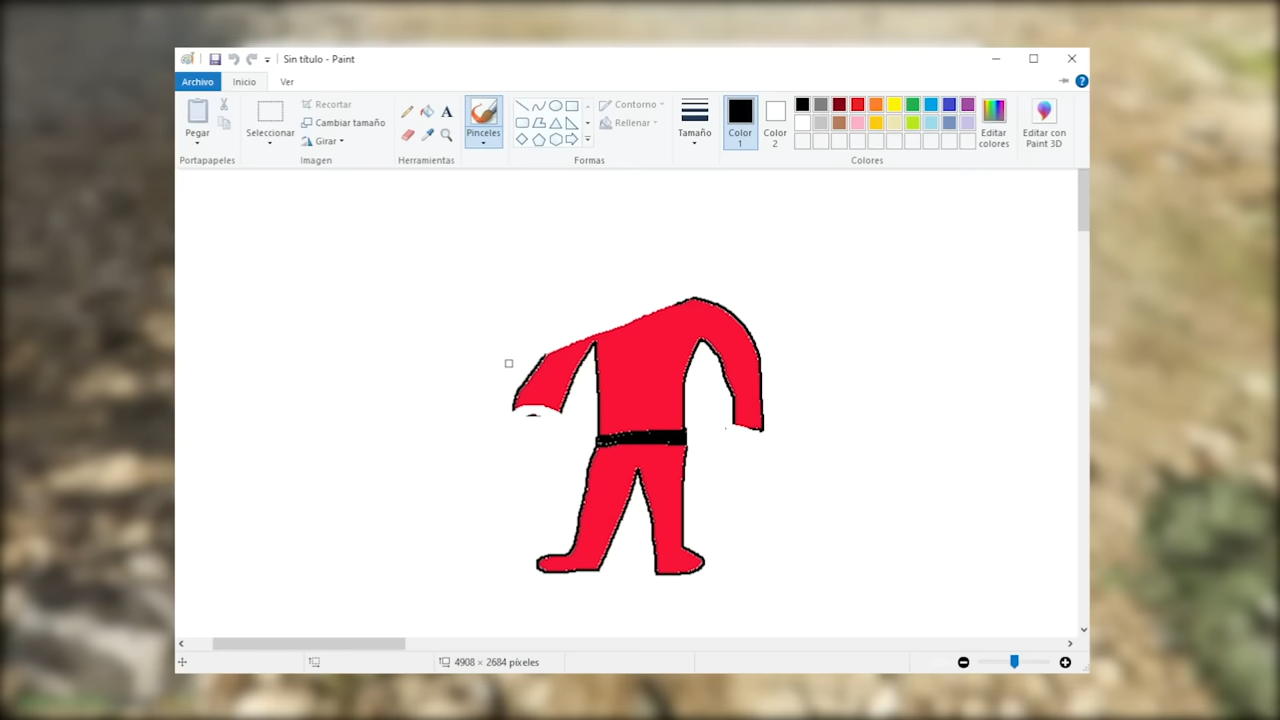 Sin título - Paint
Archivo Inicio Ver
Pegar
Portapapeles
Seleccionar
Recortar
Cambiar tamaño
Girar
Imagen
A
Herramientas
Pinceles
Formas
Contorno
Rellenar
Tamaño
Color 1
Color 2
Editar colores
Colores
Editar con Paint 3D
4908 × 2684 píxeles